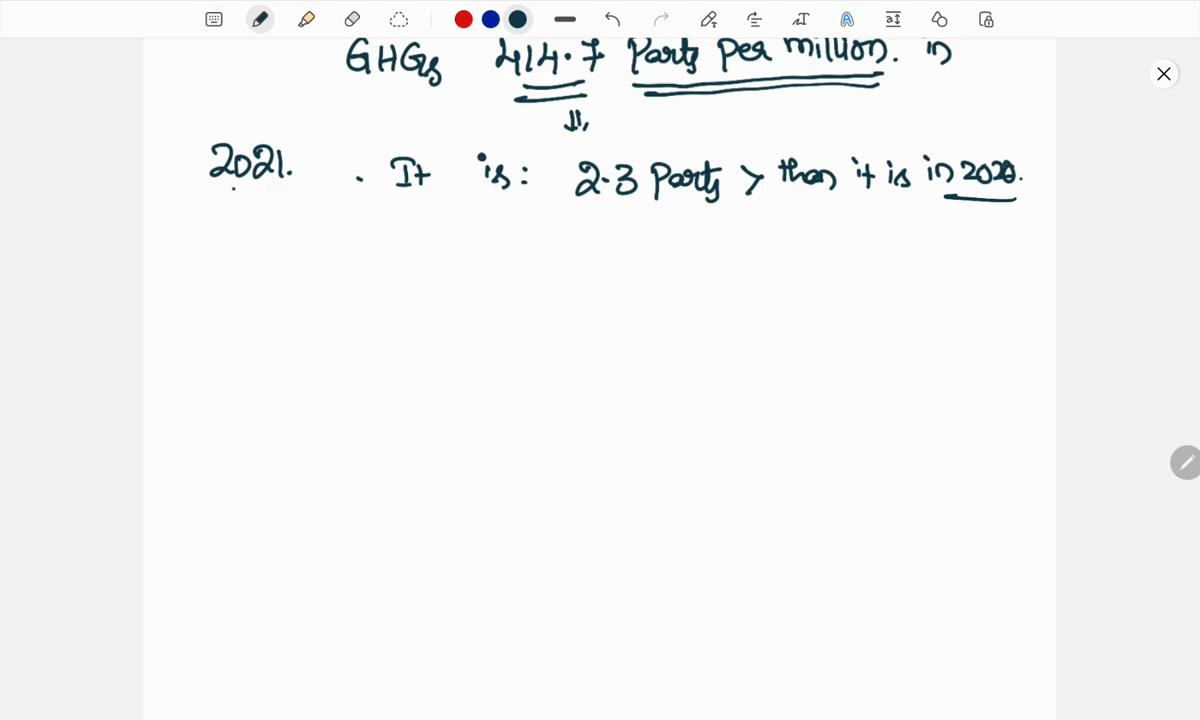 GHGs 414.7 Parts Per million. in
2021. . It is: 2.3 Parts > than it is in 2020.